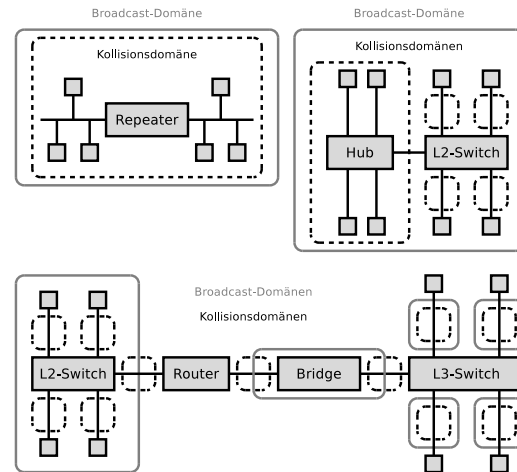 Broadcast-Domäne
Kollisionsdomäne
Repeater
Broadcast-Domäne
Kollisionsdomänen
Hub
L2-Switch
Broadcast-Domänen
Kollisionsdomänen
L2-Switch
Router
Bridge
L3-Switch